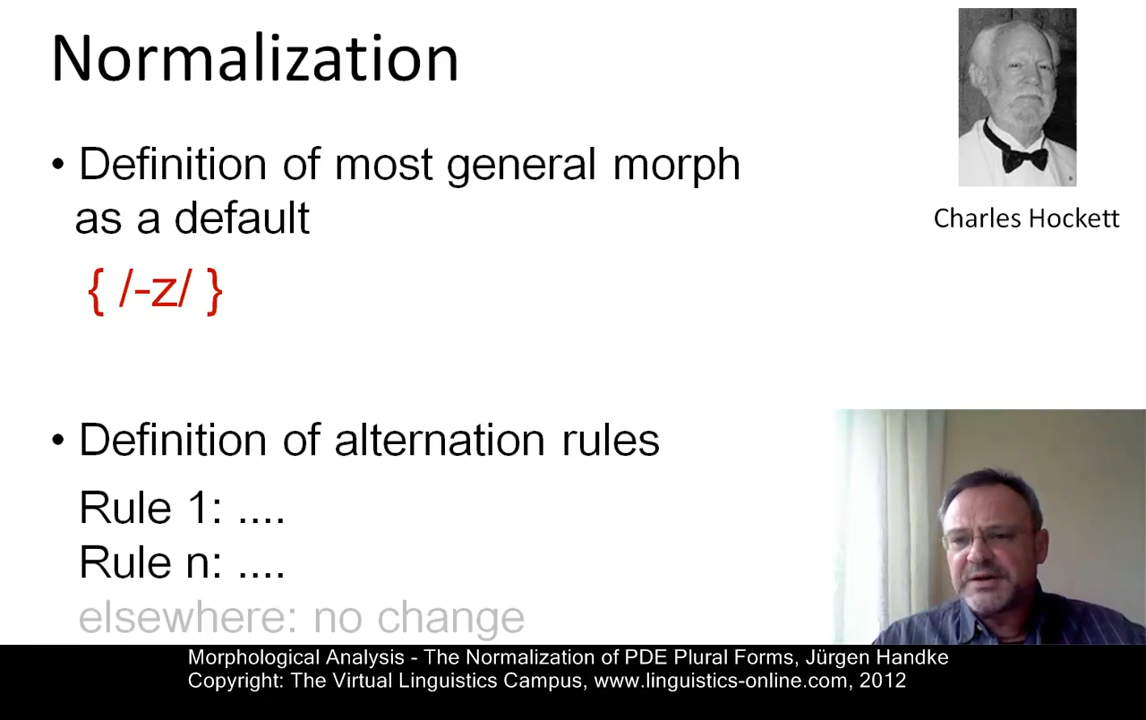 Normalization
• Definition of most general morph
as a default
{ /-z/ }
Charles Hockett
• Definition of alternation rules
Rule 1: ....
Rule n: ....
elsewhere: no change
Morphological Analysis - The Normalization of PDE Plural Forms, Jürgen Handke
Copyright: The Virtual Linguistics Campus, www.linguistics-online.com, 2012